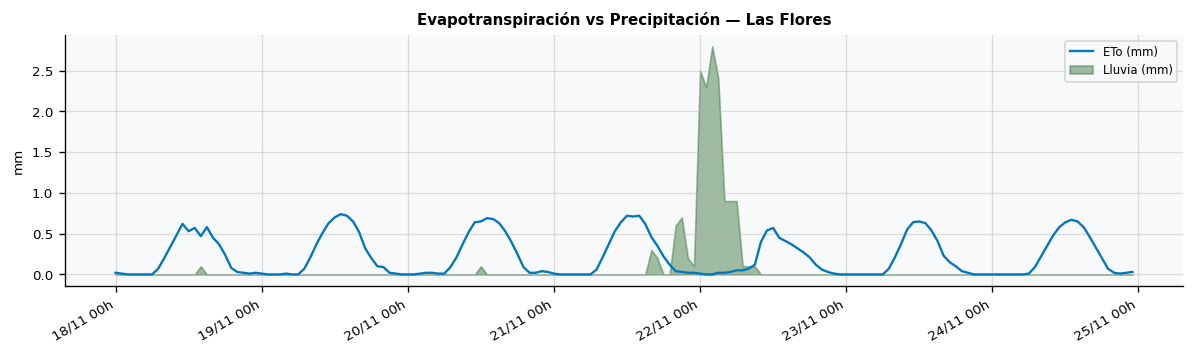 Evapotranspiración vs Precipitación — Las Flores
ETo (mm)
Lluvia (mm)
mm
2.5
2.0
1.5
1.0
0.5
0.0
18/11 00h
19/11 00h
20/11 00h
21/11 00h
22/11 00h
23/11 00h
24/11 00h
25/11 00h